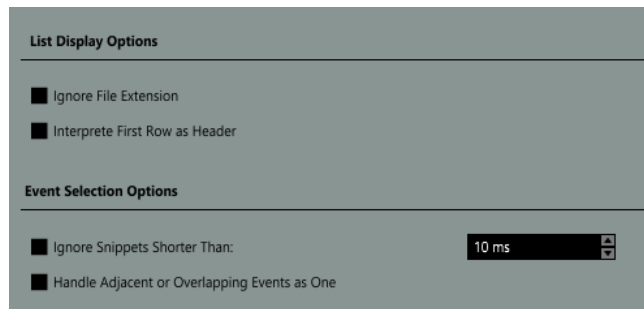 List Display Options
Ignore File Extension
Interprete First Row as Header
Event Selection Options
Ignore Snippets Shorter Than: 10 ms
Handle Adjacent or Overlapping Events as One